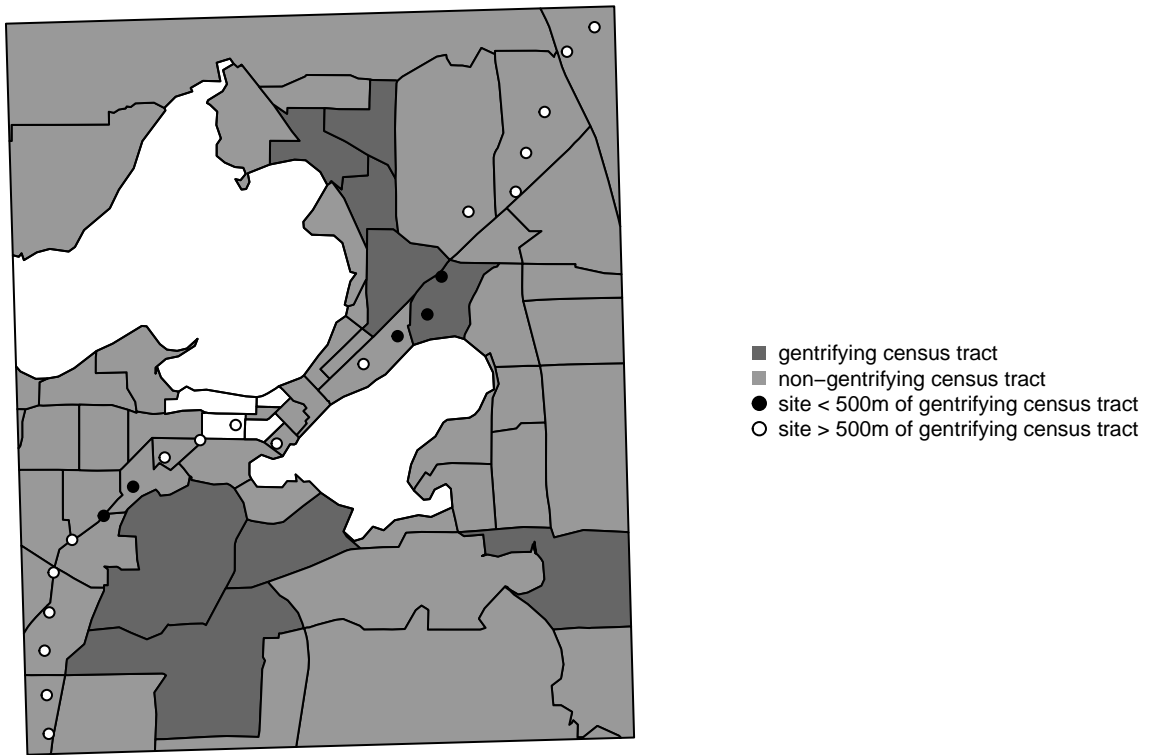 gentrifying census tract
non−gentrifying census tract
site < 500m of gentrifying census tract
site > 500m of gentrifying census tract